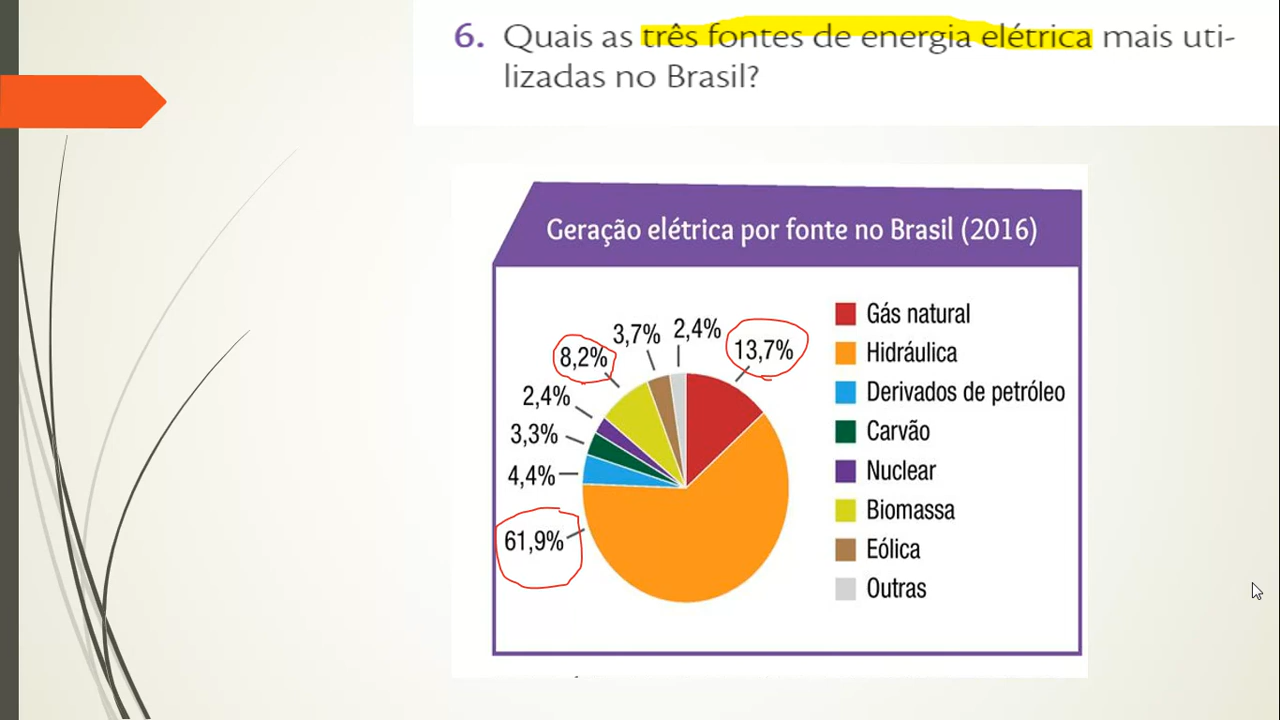 6. Quais as três fontes de energia elétrica mais uti-
lizadas no Brasil?
Geração elétrica por fonte no Brasil (2016)
3,7%
2,4%
13,7%
8,2%
2,4%
3,3%
4,4%
61,9%
Gás natural
Hidráulica
Derivados de petróleo
Carvão
Nuclear
Biomassa
Eólica
Outras